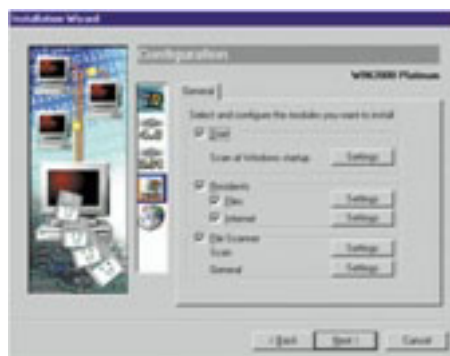 Installation Wizard
Configuration
WIN2000 Platinum
General
Select and configure the modules you want to install
Scan at Windows startup Settings
Residents
Files Settings
Internet Settings
File Scanner
Scan Settings
General Settings
< Back Next > Cancel